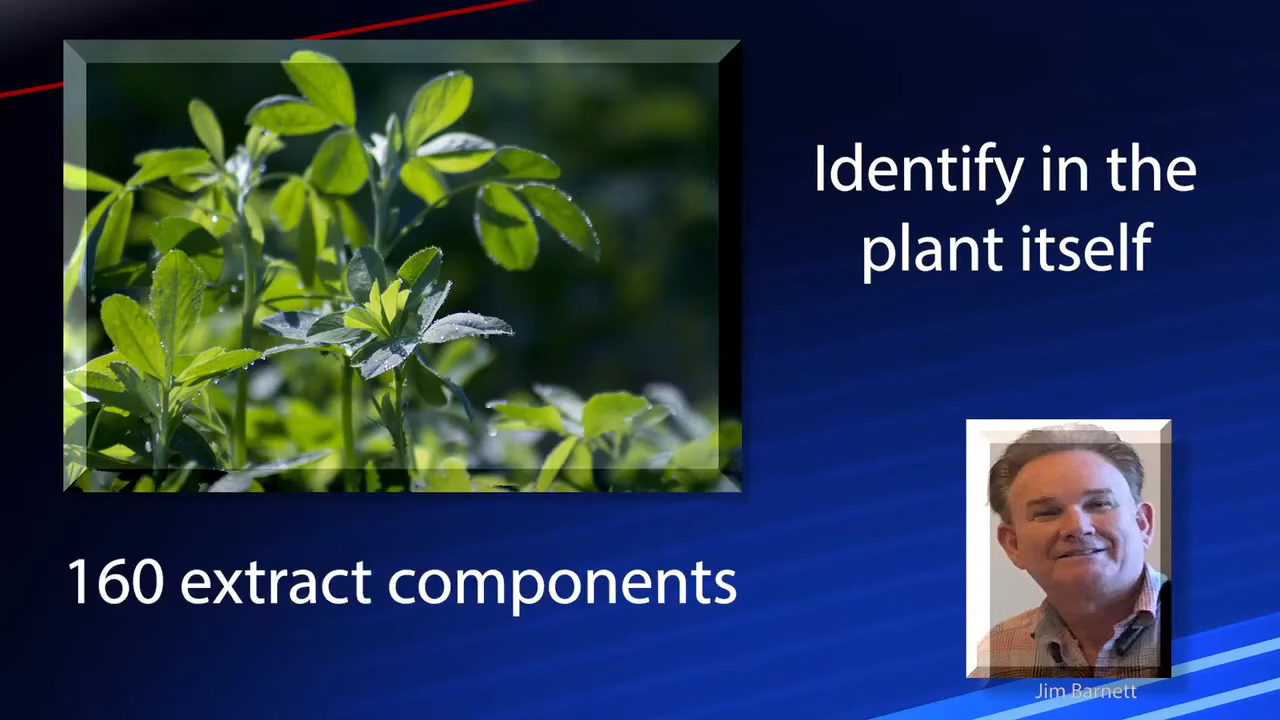 Identify in the
plant itself
160 extract components
Jim Barnett